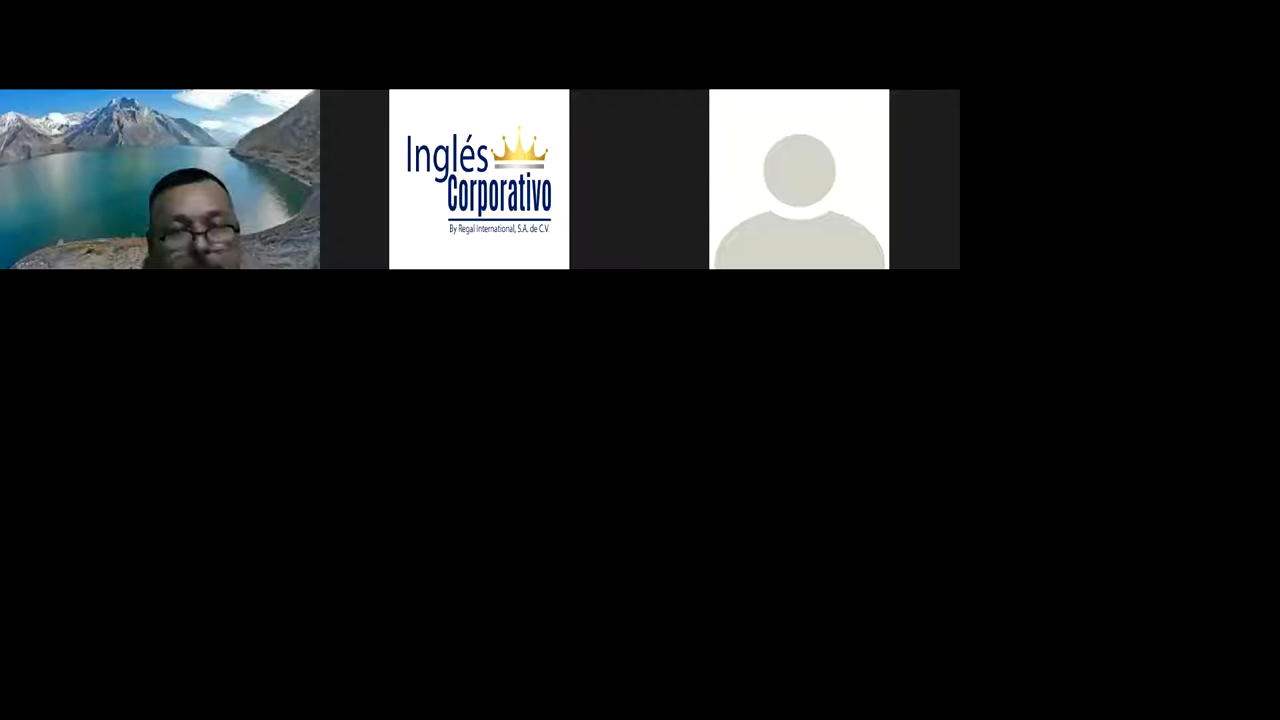 Inglés
Corporativo
By Regal International, S.A. de C.V.